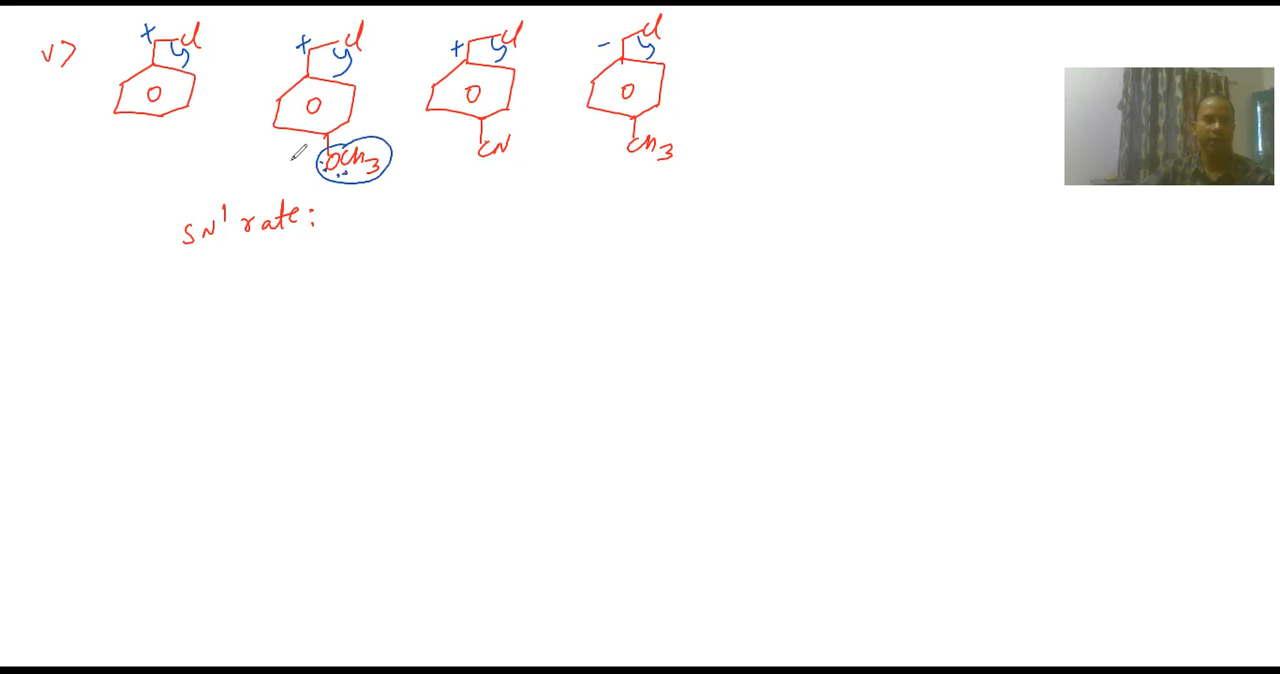 v>
+ Cl + Cl + Cl - Cl
O O O O
:OCH3 CN CH3
SN1 rate: